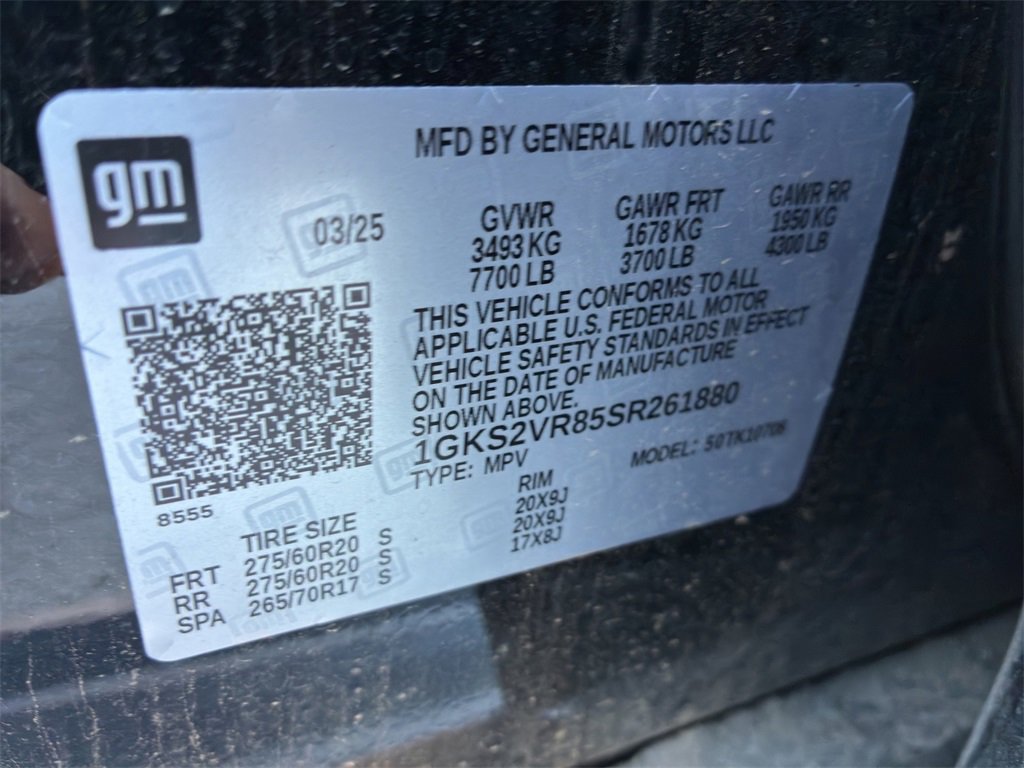 gm
MFD BY GENERAL MOTORS LLC
03/25
GVWR GAWR FRT GAWR RR
3493 KG 1678 KG 1950 KG
7700 LB 3700 LB 4300 LB
THIS VEHICLE CONFORMS TO ALL
APPLICABLE U.S. FEDERAL MOTOR
VEHICLE SAFETY STANDARDS IN EFFECT
ON THE DATE OF MANUFACTURE
SHOWN ABOVE.
1GKS2VR85SR261880
TYPE: MPV MODEL: 50TK10706
8555
TIRE SIZE RIM
FRT 275/60R20 S 20X9J
RR 275/60R20 S 20X9J
SPA 265/70R17 S 17X8J